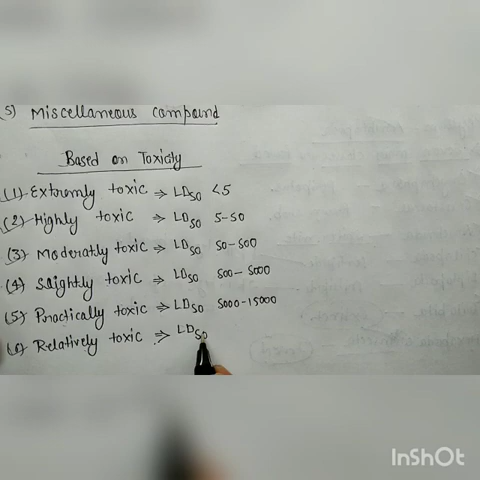 (5) Miscellaneous compound
Based on Toxicity
(1) Extremly toxic ⇒ LD50 <5
(2) Highly toxic ⇒ LD50 5-50
(3) Moderatly toxic ⇒ LD50 50-500
(4) Slightly toxic ⇒ LD50 500-5000
(5) Practically toxic ⇒ LD50 5000-15000
(6) Relatively toxic ⇒ LD50
InShOt